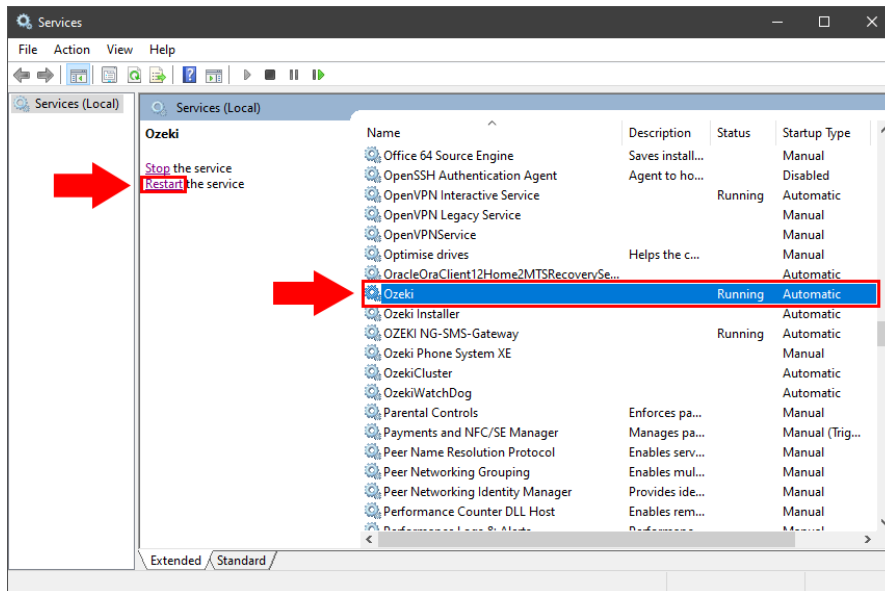 Services
File Action View Help
Services (Local)
Services (Local)
Ozeki
Stop the service
Restart the service
Name Description Status Startup Type
Office 64 Source Engine Saves install... Manual
OpenSSH Authentication Agent Agent to ho... Disabled
OpenVPN Interactive Service Running Automatic
OpenVPN Legacy Service Manual
OpenVPNService Manual
Optimise drives Helps the c... Manual
OracleOraClient12Home2MTSRecoverySe... Automatic
Ozeki Running Automatic
Ozeki Installer Automatic
OZEKI NG-SMS-Gateway Running Automatic
Ozeki Phone System XE Manual
OzekiCluster Automatic
OzekiWatchDog Automatic
Parental Controls Enforces pa... Manual
Payments and NFC/SE Manager Manages pa... Manual (Trig...
Peer Name Resolution Protocol Enables serv... Manual
Peer Networking Grouping Enables mul... Manual
Peer Networking Identity Manager Provides ide... Manual
Performance Counter DLL Host Enables rem... Manual
Performance Logs & Alerts Performanc... Manual
Extended Standard